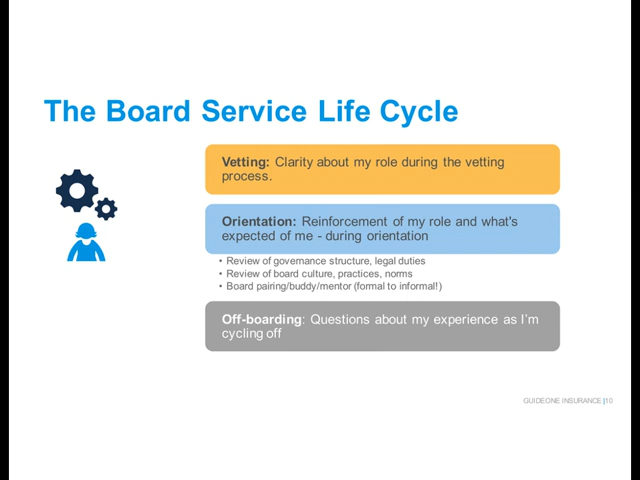 The Board Service Life Cycle
Vetting: Clarity about my role during the vetting
process.
Orientation: Reinforcement of my role and what's
expected of me - during orientation
• Review of governance structure, legal duties
• Review of board culture, practices, norms
• Board pairing/buddy/mentor (formal to informal!)
Off-boarding: Questions about my experience as I'm
cycling off
GUIDEONE INSURANCE |10